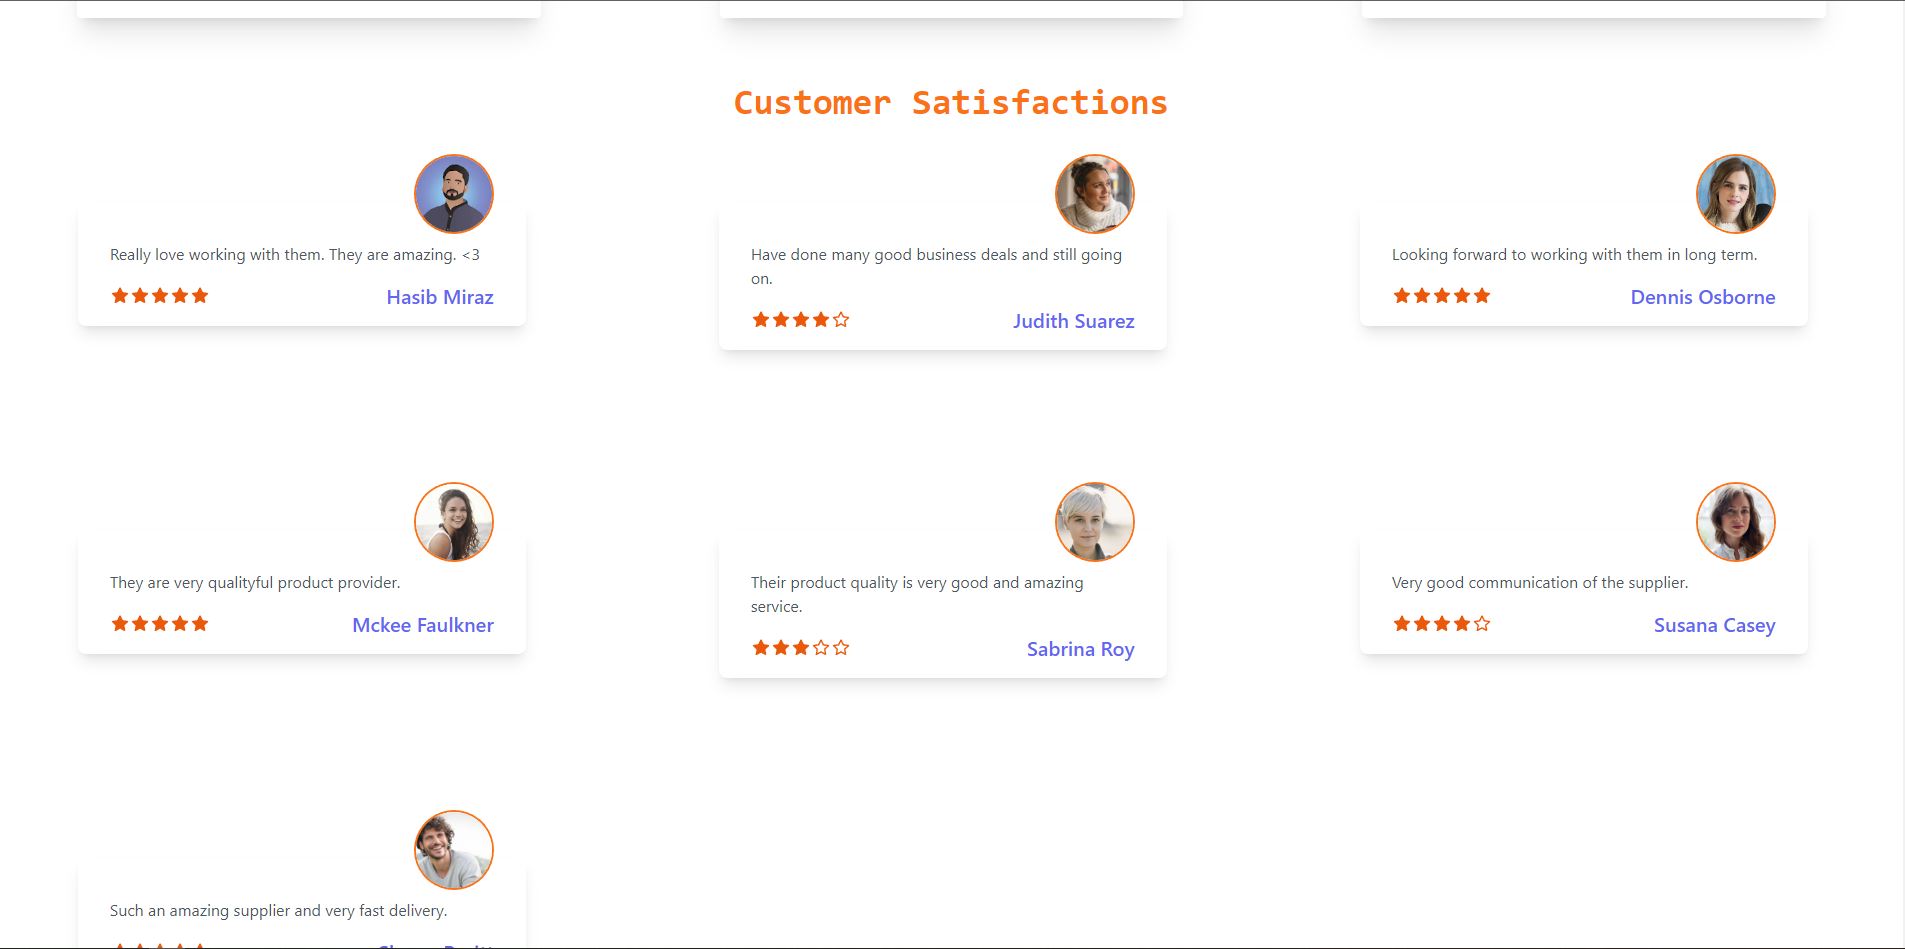 Customer Satisfactions
Really love working with them. They are amazing. <3
Hasib Miraz
Have done many good business deals and still going
on.
Judith Suarez
Looking forward to working with them in long term.
Dennis Osborne
They are very qualityful product provider.
Mckee Faulkner
Their product quality is very good and amazing
service.
Sabrina Roy
Very good communication of the supplier.
Susana Casey
Such an amazing supplier and very fast delivery.